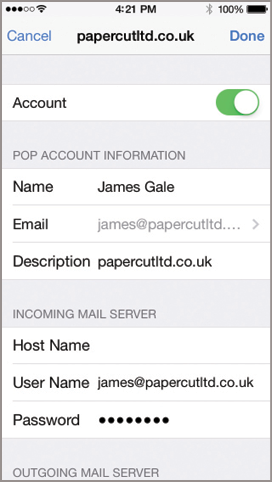 4:21 PM 100%
Cancel papercutltd.co.uk Done
Account
POP ACCOUNT INFORMATION
Name James Gale
Email james@papercutltd.…
Description papercutltd.co.uk
INCOMING MAIL SERVER
Host Name
User Name james@papercutltd.co.uk
Password ●●●●●●●●
OUTGOING MAIL SERVER